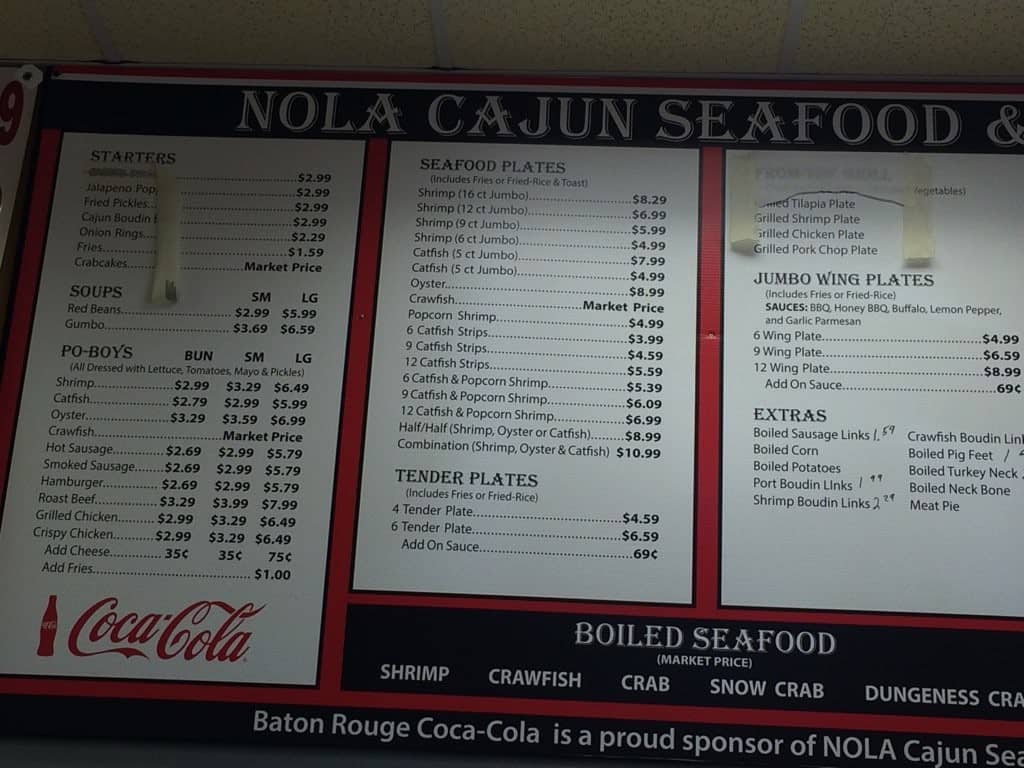 9
NOLA CAJUN SEAFOOD &
STARTERS
$2.99
Jalapeno Pop $2.99
Fried Pickles... $2.99
Cajun Boudin $2.99
Onion Rings... $2.29
Fries $1.59
Crabcakes Market Price
SOUPS SM LG
Red Beans $2.99 $5.99
Gumbo $3.69 $6.59
PO-BOYS BUN SM LG
(All Dressed with Lettuce, Tomatoes, Mayo & Pickles)
Shrimp $2.99 $3.29 $6.49
Catfish $2.79 $2.99 $5.99
Oyster $3.29 $3.59 $6.99
Crawfish Market Price
Hot Sausage $2.69 $2.99 $5.79
Smoked Sausage $2.69 $2.99 $5.79
Hamburger $2.69 $2.99 $5.79
Roast Beef $3.29 $3.99 $7.99
Grilled Chicken $2.99 $3.29 $6.49
Crispy Chicken $2.99 $3.29 $6.49
Add Cheese 35¢ 35¢ 75¢
Add Fries $1.00
Coca-Cola
SEAFOOD PLATES
(Includes Fries or Fried-Rice & Toast)
Shrimp (16 ct Jumbo) $8.29
Shrimp (12 ct Jumbo) $6.99
Shrimp (9 ct Jumbo) $5.99
Shrimp (6 ct Jumbo) $4.99
Catfish (5 ct Jumbo) $7.99
Catfish (5 ct Jumbo) $4.99
Oyster $8.99
Crawfish Market Price
Popcorn Shrimp $4.99
6 Catfish Strips $3.99
9 Catfish Strips $4.59
12 Catfish Strips $5.59
6 Catfish & Popcorn Shrimp $5.39
9 Catfish & Popcorn Shrimp $6.09
12 Catfish & Popcorn Shrimp $6.99
Half/Half (Shrimp, Oyster or Catfish) $8.99
Combination (Shrimp, Oyster & Catfish) $10.99
TENDER PLATES
(Includes Fries or Fried-Rice)
4 Tender Plate $4.59
6 Tender Plate $6.59
Add On Sauce 69¢
FROM THE GRILL
Vegetables)
Grilled Tilapia Plate
Grilled Shrimp Plate
Grilled Chicken Plate
Grilled Pork Chop Plate
JUMBO WING PLATES
(Includes Fries or Fried-Rice)
SAUCES: BBQ, Honey BBQ, Buffalo, Lemon Pepper,
and Garlic Parmesan
6 Wing Plate $4.99
9 Wing Plate $6.59
12 Wing Plate $8.99
Add On Sauce 69¢
EXTRAS
Boiled Sausage Links 1.59 Crawfish Boudin Lin
Boiled Corn Boiled Pig Feet
Boiled Potatoes Boiled Turkey Neck
Port Boudin LInks 1 99 Boiled Neck Bone
Shrimp Boudin Links 2 29 Meat Pie
BOILED SEAFOOD
(MARKET PRICE)
SHRIMP CRAWFISH CRAB SNOW CRAB DUNGENESS CRA
Baton Rouge Coca-Cola is a proud sponsor of NOLA Cajun Sea